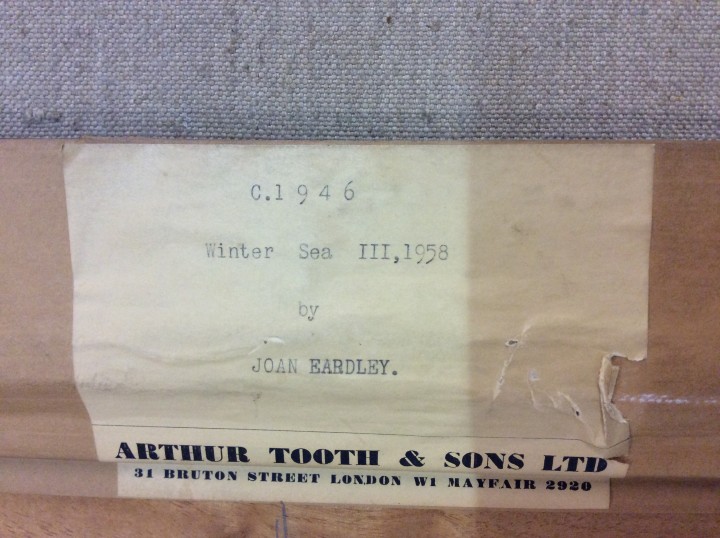 C.1946
Winter Sea III,1958
by
JOAN EARDLEY.
ARTHUR TOOTH & SONS LTD
31 BRUTON STREET LONDON W1 MAYFAIR 2920